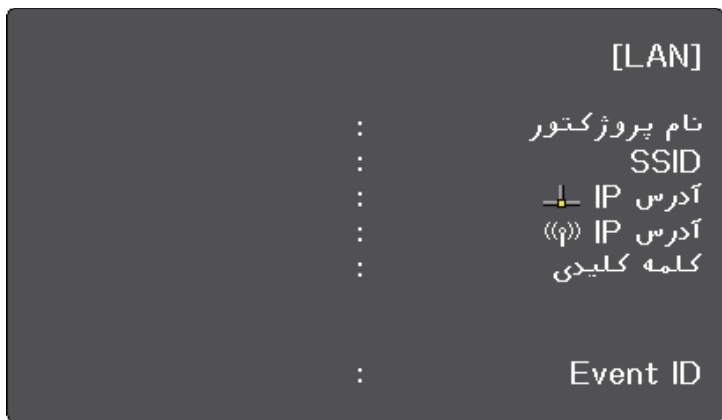 [LAN]
نام پروژکتور :
SSID :
آدرس IP :
آدرس IP :
کلمه کلیدی :
Event ID :